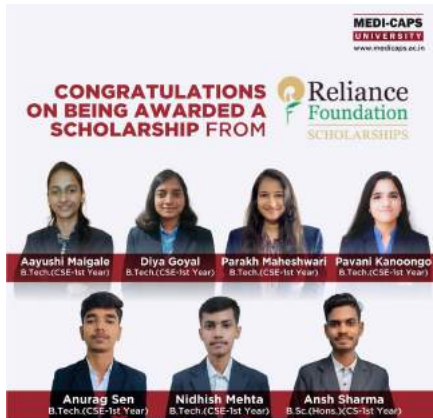 MEDI-CAPS
UNIVERSITY
www.medicaps.ac.in
CONGRATULATIONS
ON BEING AWARDED A
SCHOLARSHIP FROM
Reliance
Foundation
SCHOLARSHIPS
Aayushi Maigale
B.Tech.(CSE-1st Year)
Diya Goyal
B.Tech.(CSE-1st Year)
Parakh Maheshwari
B.Tech.(CSE-1st Year)
Pavani Kanoongo
B.Tech.(CSE-1st Year)
Anurag Sen
B.Tech.(CSE-1st Year)
Nidhish Mehta
B.Tech.(CSE-1st Year)
Ansh Sharma
B.Sc.(Hons.)(CS-1st Year)